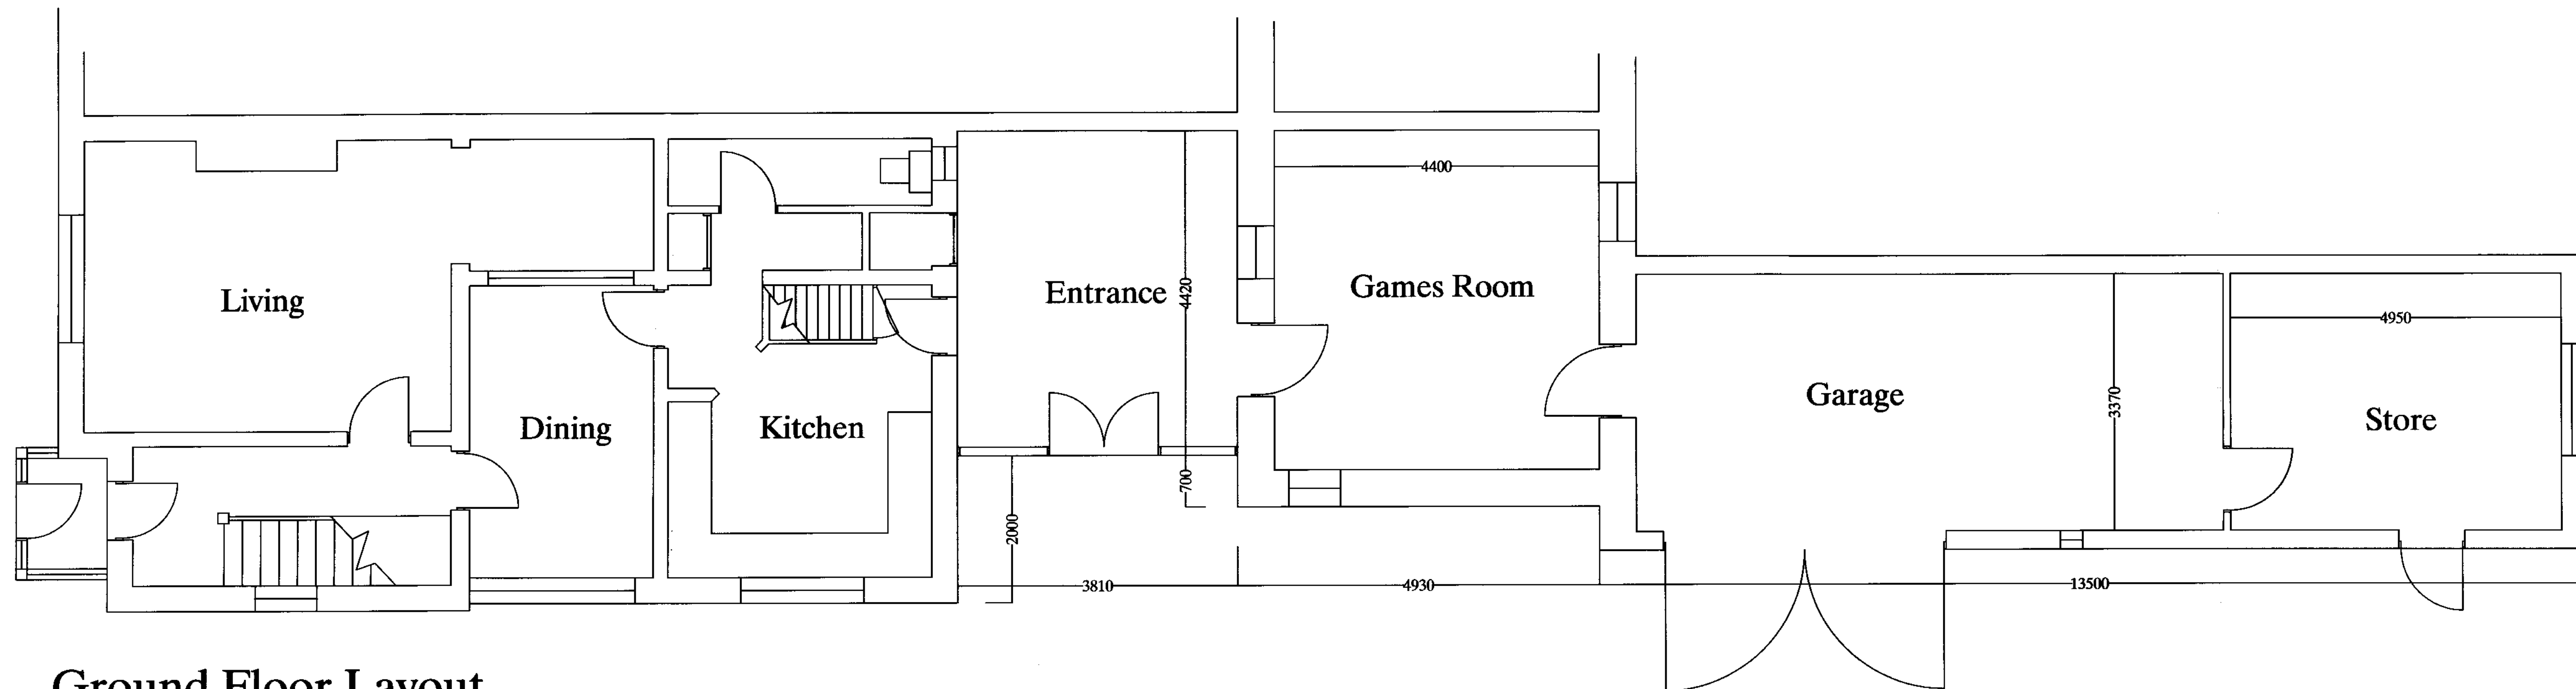 4400
Living
Entrance
4420
Games Room
4950
Garage
3370
Dining
Kitchen
Store
700
2000
3810
4930
13500
Ground Floor Layout